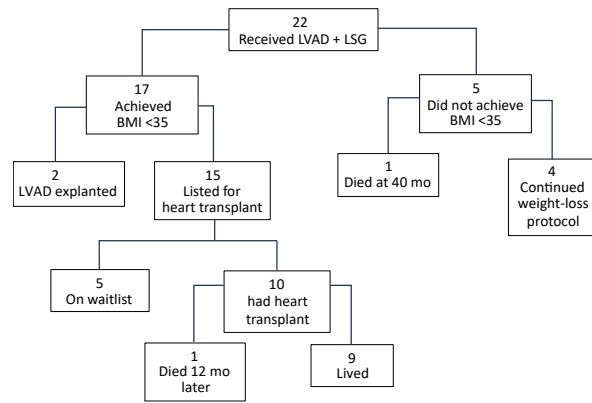 22
Received LVAD + LSG
17
Achieved
BMI <35
5
Did not achieve
BMI <35
2
LVAD explanted
15
Listed for
heart transplant
1
Died at 40 mo
4
Continued
weight-loss
protocol
5
On waitlist
10
had heart
transplant
1
Died 12 mo
later
9
Lived